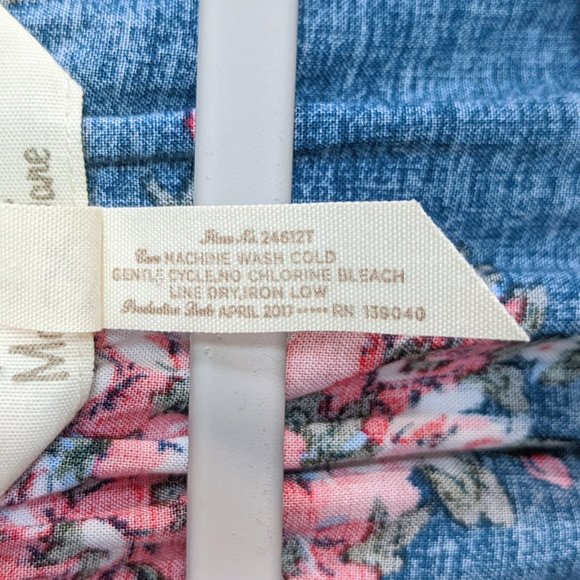 Item No. 24612T
Care MACHINE WASH COLD
GENTLE CYCLE, NO CHLORINE BLEACH
LINE DRY, IRON LOW
Production Date APRIL 2017 ····· RN 139040